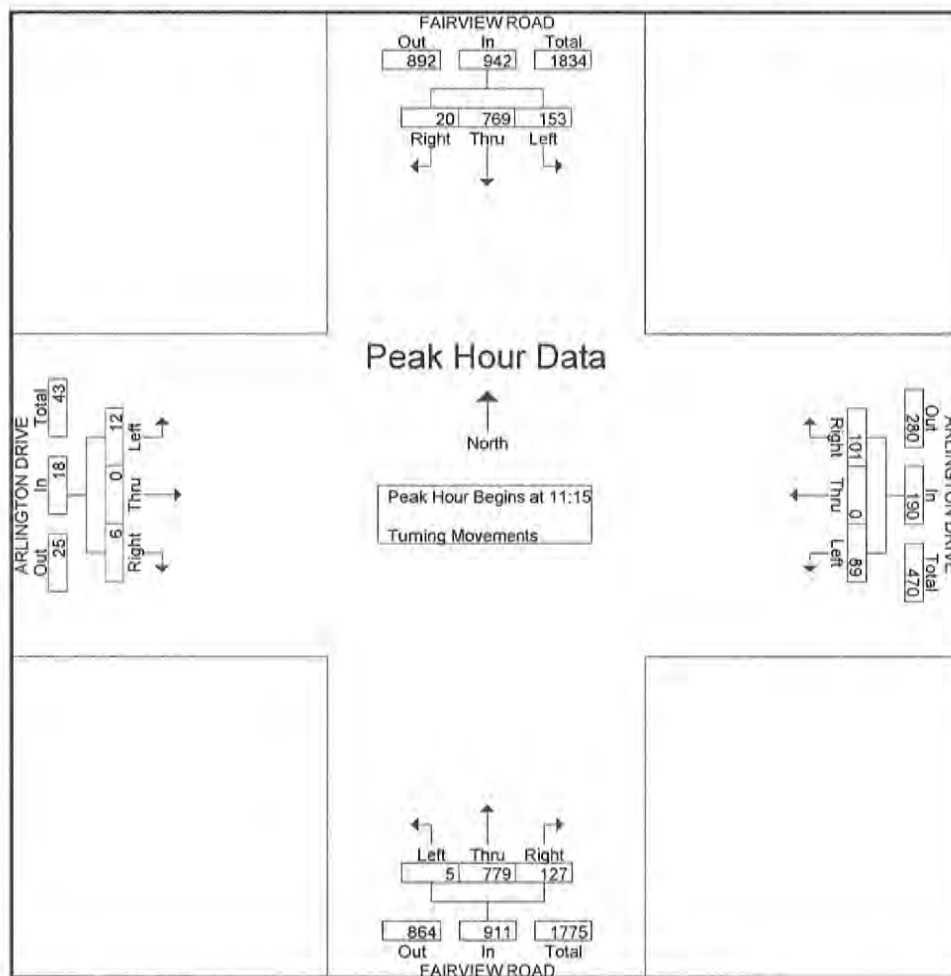 FAIRVIEW ROAD
Out In Total
892 942 1834
20 769 153
Right Thru Left
Peak Hour Data
North
Peak Hour Begins at 11:15
Turning Movements
ARLINGTON DRIVE
Total In Out
43 18 25
12 0 6
Left Thru Right
ARLINGTON DRIVE
Out In Total
280 190 470
101 0 89
Right Thru Left
Left Thru Right
5 779 127
864 911 1775
Out In Total
FAIRVIEW ROAD